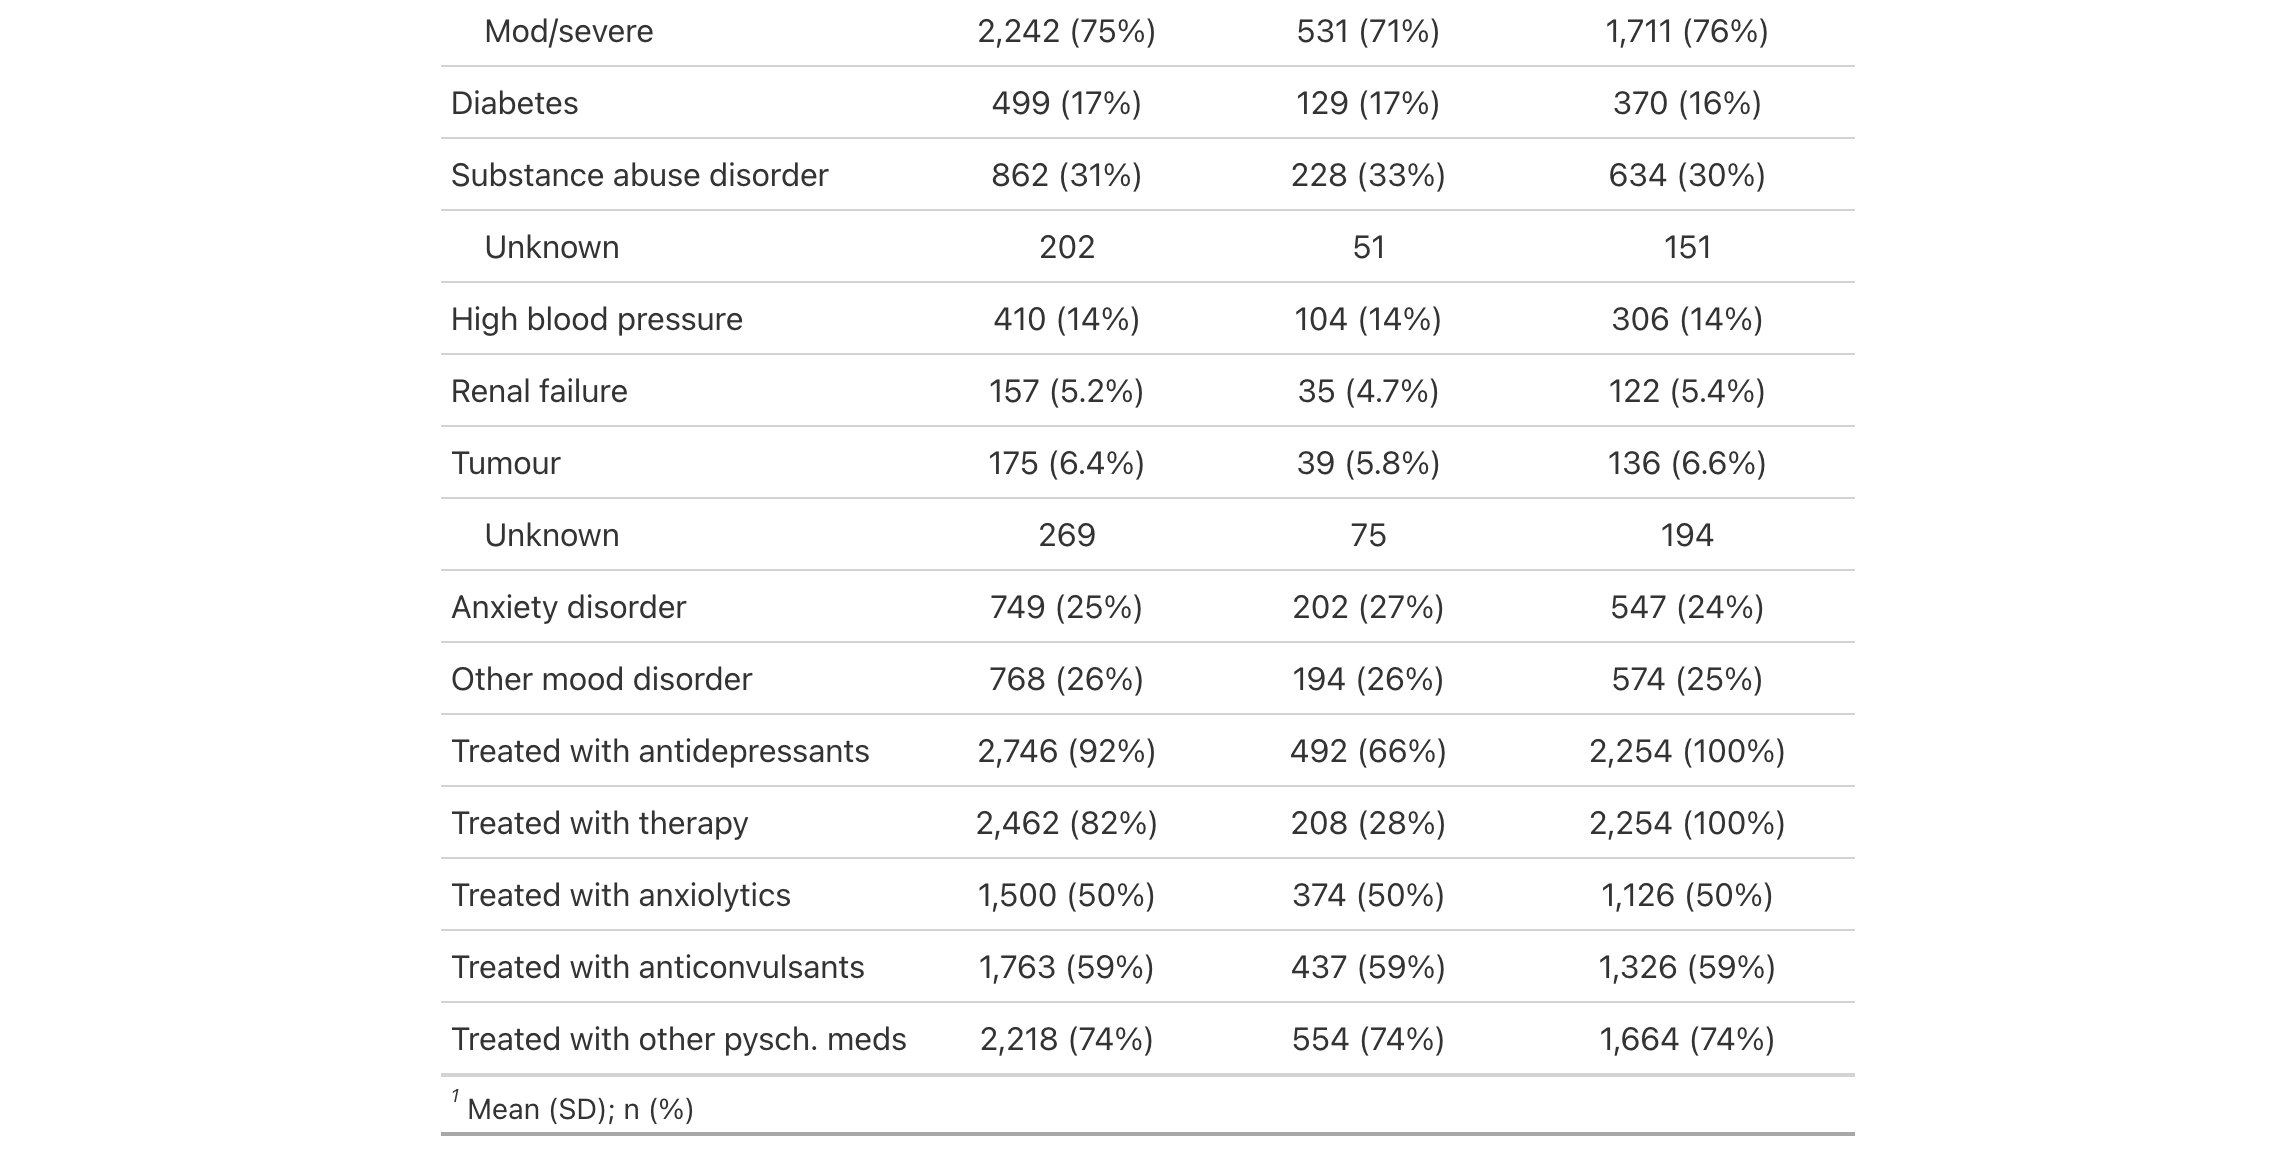 Mod/severe 2,242 (75%) 531 (71%) 1,711 (76%)
Diabetes 499 (17%) 129 (17%) 370 (16%)
Substance abuse disorder 862 (31%) 228 (33%) 634 (30%)
Unknown 202 51 151
High blood pressure 410 (14%) 104 (14%) 306 (14%)
Renal failure 157 (5.2%) 35 (4.7%) 122 (5.4%)
Tumour 175 (6.4%) 39 (5.8%) 136 (6.6%)
Unknown 269 75 194
Anxiety disorder 749 (25%) 202 (27%) 547 (24%)
Other mood disorder 768 (26%) 194 (26%) 574 (25%)
Treated with antidepressants 2,746 (92%) 492 (66%) 2,254 (100%)
Treated with therapy 2,462 (82%) 208 (28%) 2,254 (100%)
Treated with anxiolytics 1,500 (50%) 374 (50%) 1,126 (50%)
Treated with anticonvulsants 1,763 (59%) 437 (59%) 1,326 (59%)
Treated with other pysch. meds 2,218 (74%) 554 (74%) 1,664 (74%)
1 Mean (SD); n (%)